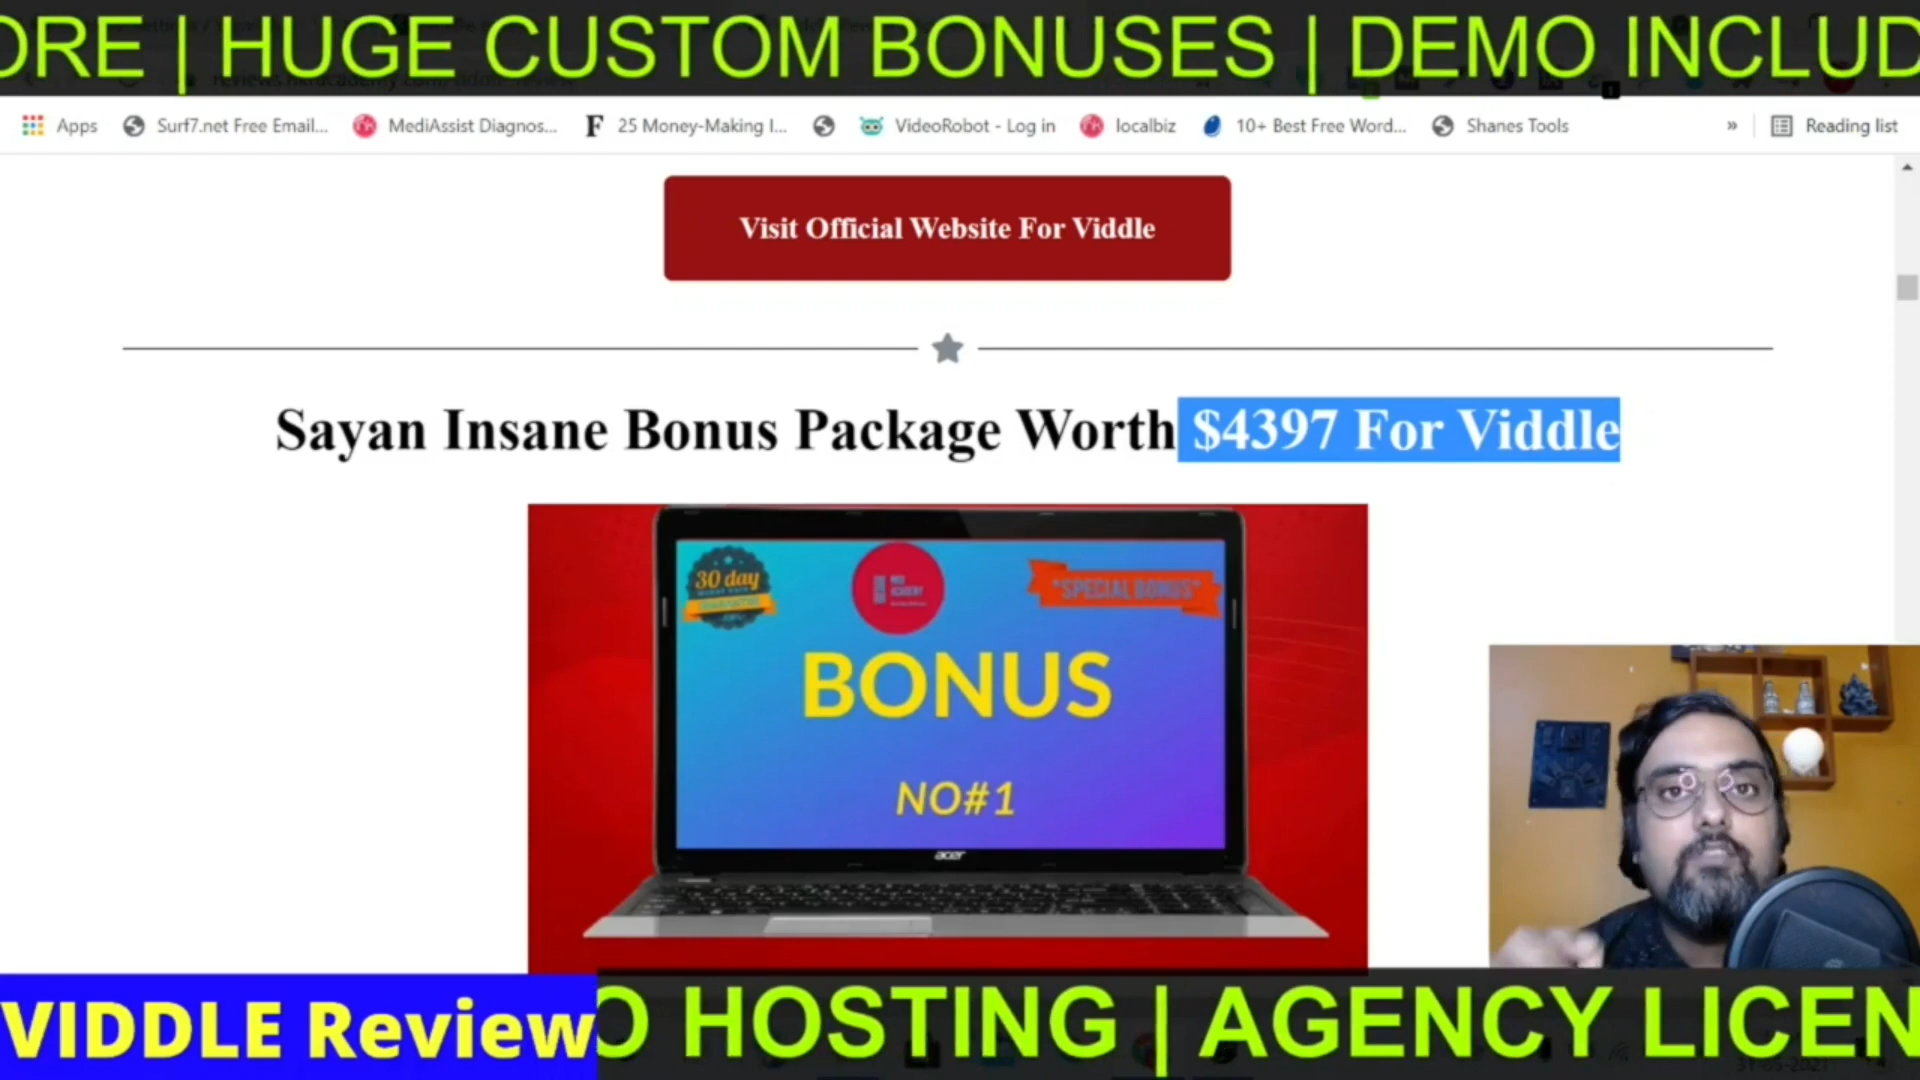 ORE | HUGE CUSTOM BONUSES | DEMO INCLUD
Apps
Surf7.net Free Email...
MediAssist Diagnos...
25 Money-Making I...
VideoRobot - Log in
localbiz
10+ Best Free Word...
Shanes Tools
»
Reading list
Visit Official Website For Viddle
Sayan Insane Bonus Package Worth $4397 For Viddle
30 day
*SPECIAL BONUS*
BONUS
NO#1
acer
VIDDLE Review
O HOSTING | AGENCY LICEN